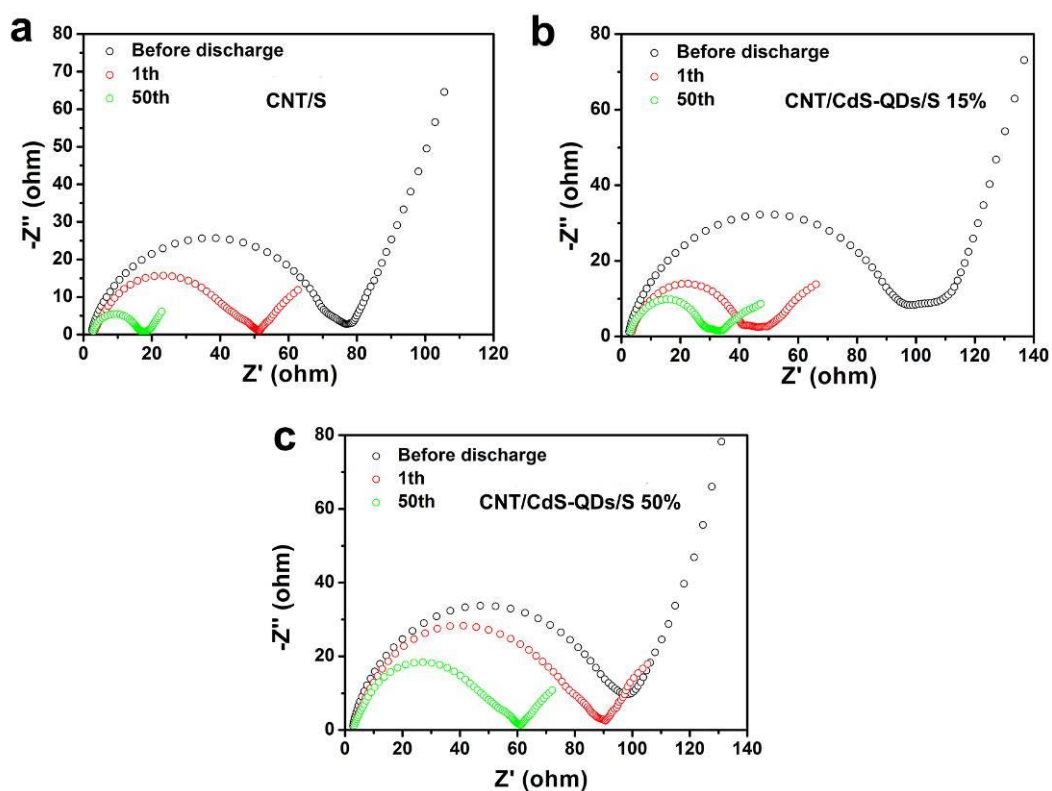 a
Before discharge
1th
50th
CNT/S
80
70
60
50
40
30
20
10
0
0 20 40 60 80 100 120
-Z'' (ohm)
Z' (ohm)
b
Before discharge
1th
50th
CNT/CdS-QDs/S 15%
80
60
40
20
0
0 20 40 60 80 100 120 140
-Z'' (ohm)
Z' (ohm)
c
Before discharge
1th
50th
CNT/CdS-QDs/S 50%
80
60
40
20
0
0 20 40 60 80 100 120 140
-Z'' (ohm)
Z' (ohm)